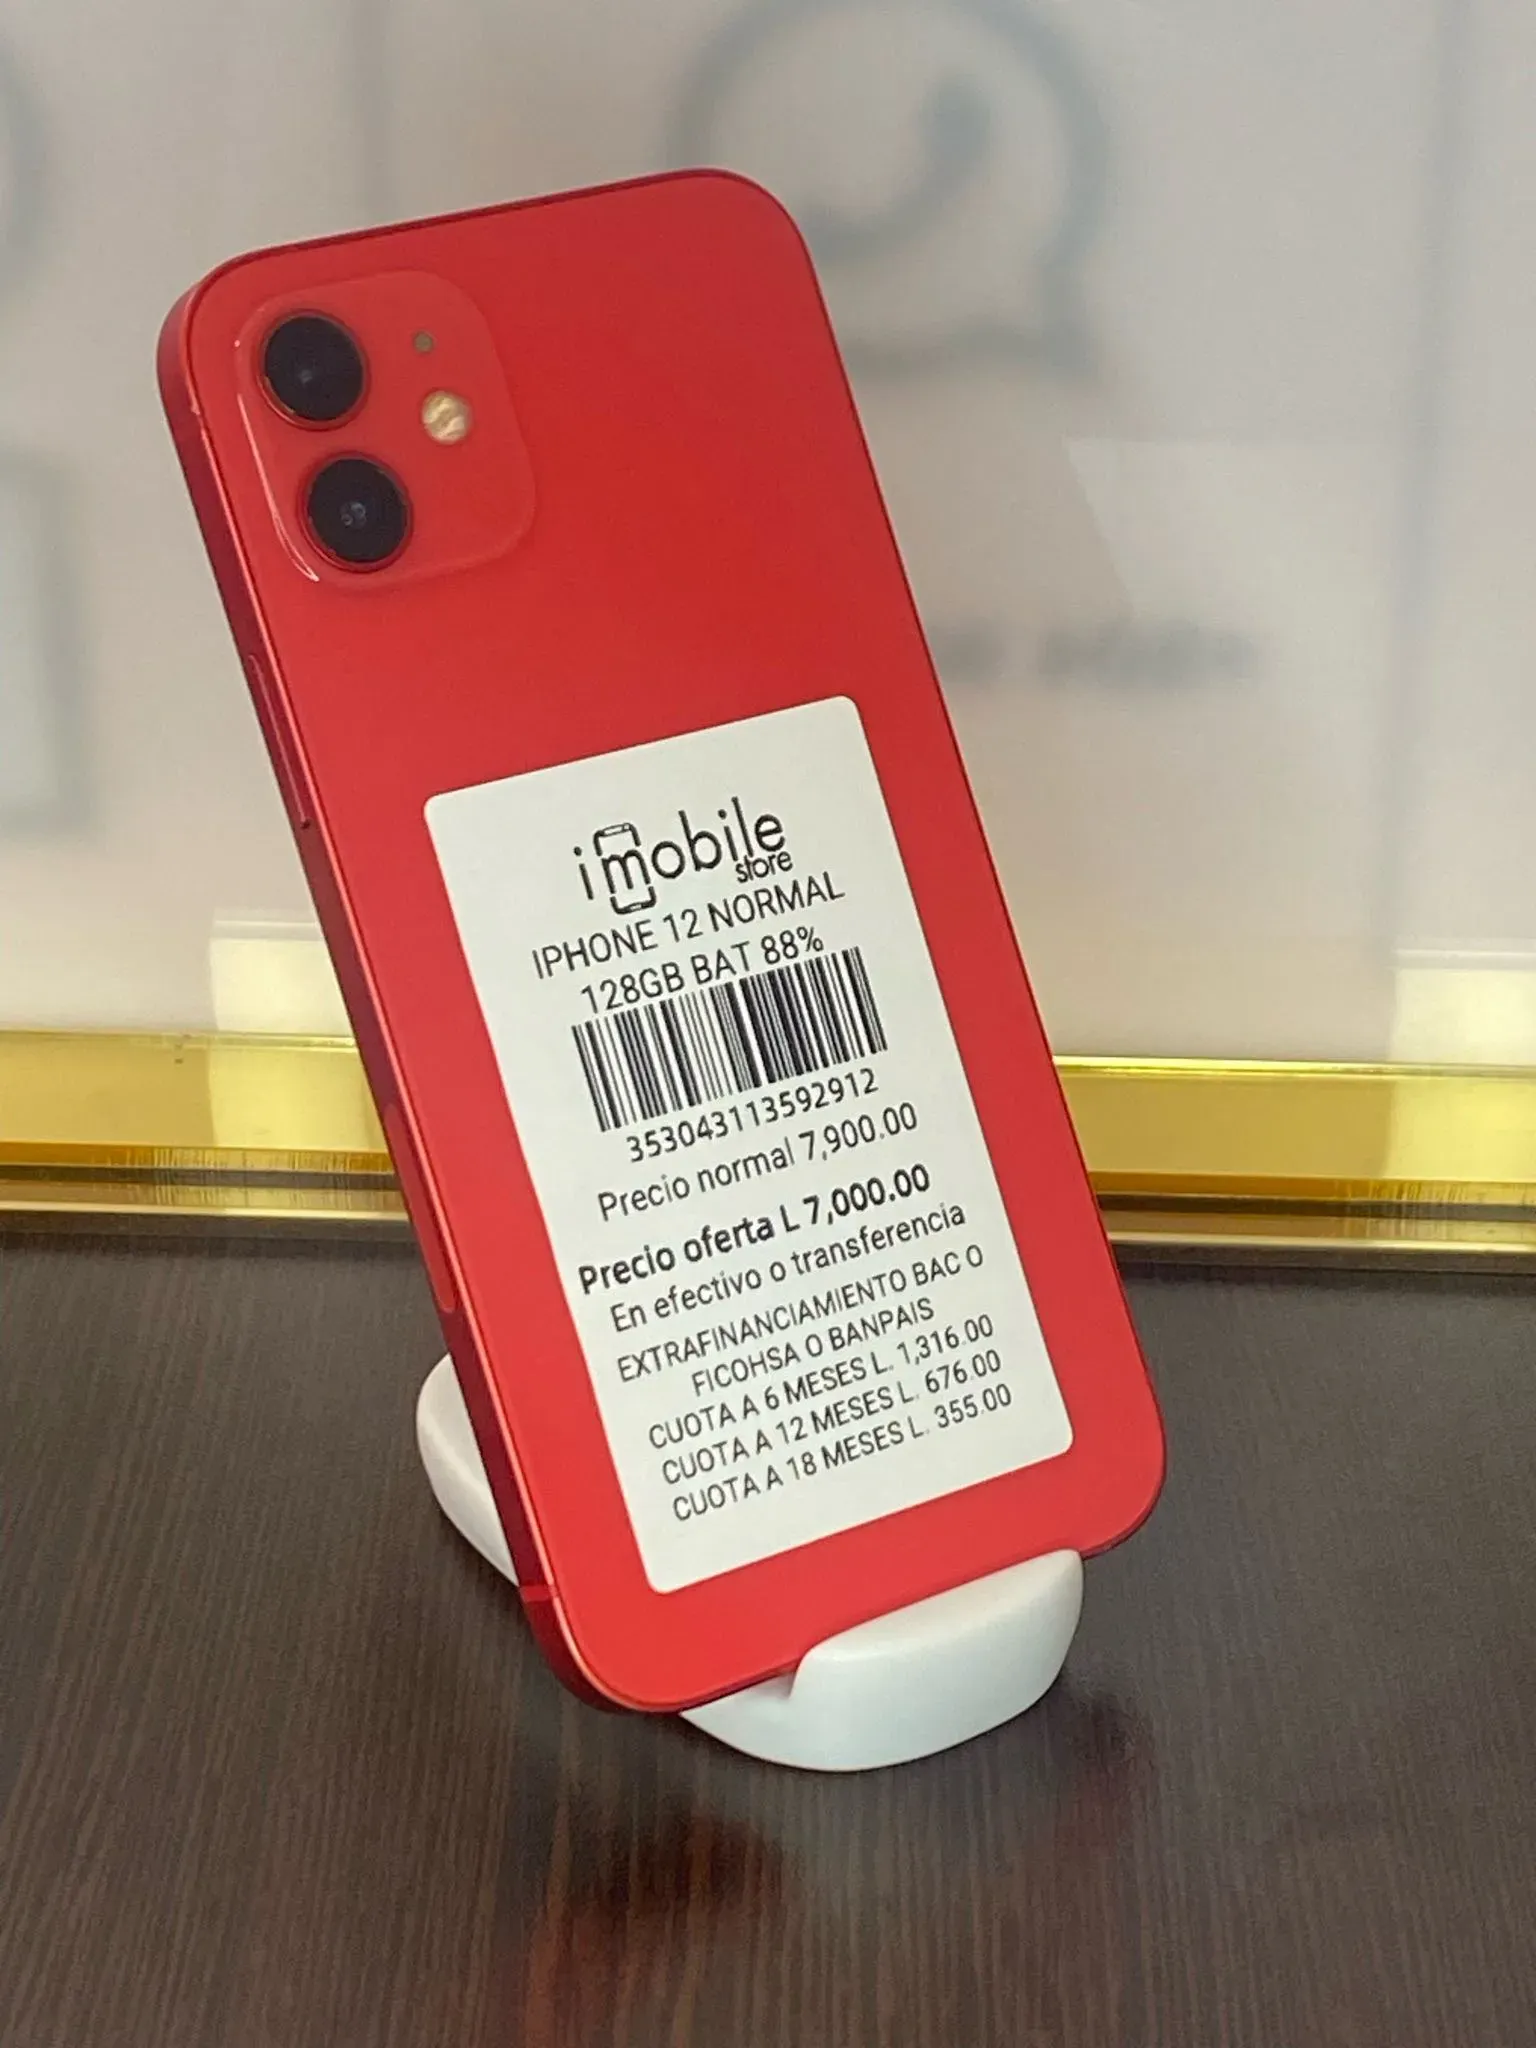 imobile
store
IPHONE 12 NORMAL
128GB BAT 88%
353043113592912
Precio normal 7,900.00
Precio oferta L 7,000.00
En efectivo o transferencia
EXTRAFINANCIAMIENTO BAC O
FICOHSA O BANPAIS
CUOTA A 6 MESES L. 1,316.00
CUOTA A 12 MESES L. 676.00
CUOTA A 18 MESES L. 355.00